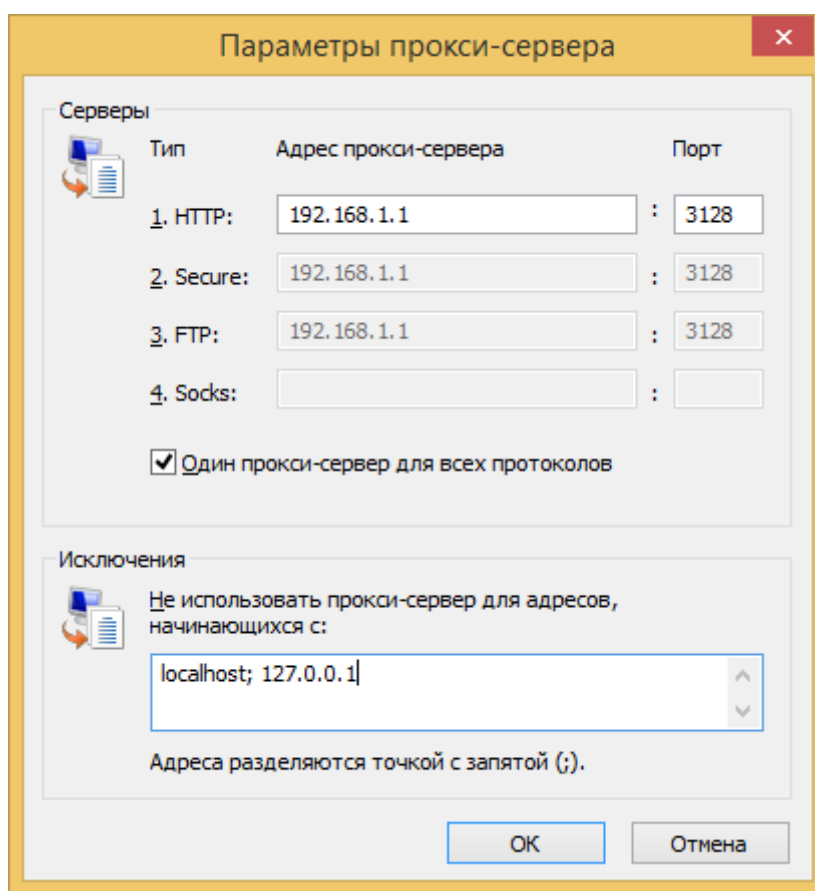 Параметры прокси-сервера
Серверы
Тип Адрес прокси-сервера Порт
1. HTTP: 192.168.1.1 : 3128
2. Secure: 192.168.1.1 : 3128
3. FTP: 192.168.1.1 : 3128
4. Socks: :
Один прокси-сервер для всех протоколов
Исключения
Не использовать прокси-сервер для адресов,
начинающихся с:
localhost; 127.0.0.1
Адреса разделяются точкой с запятой (;).
OK Отмена